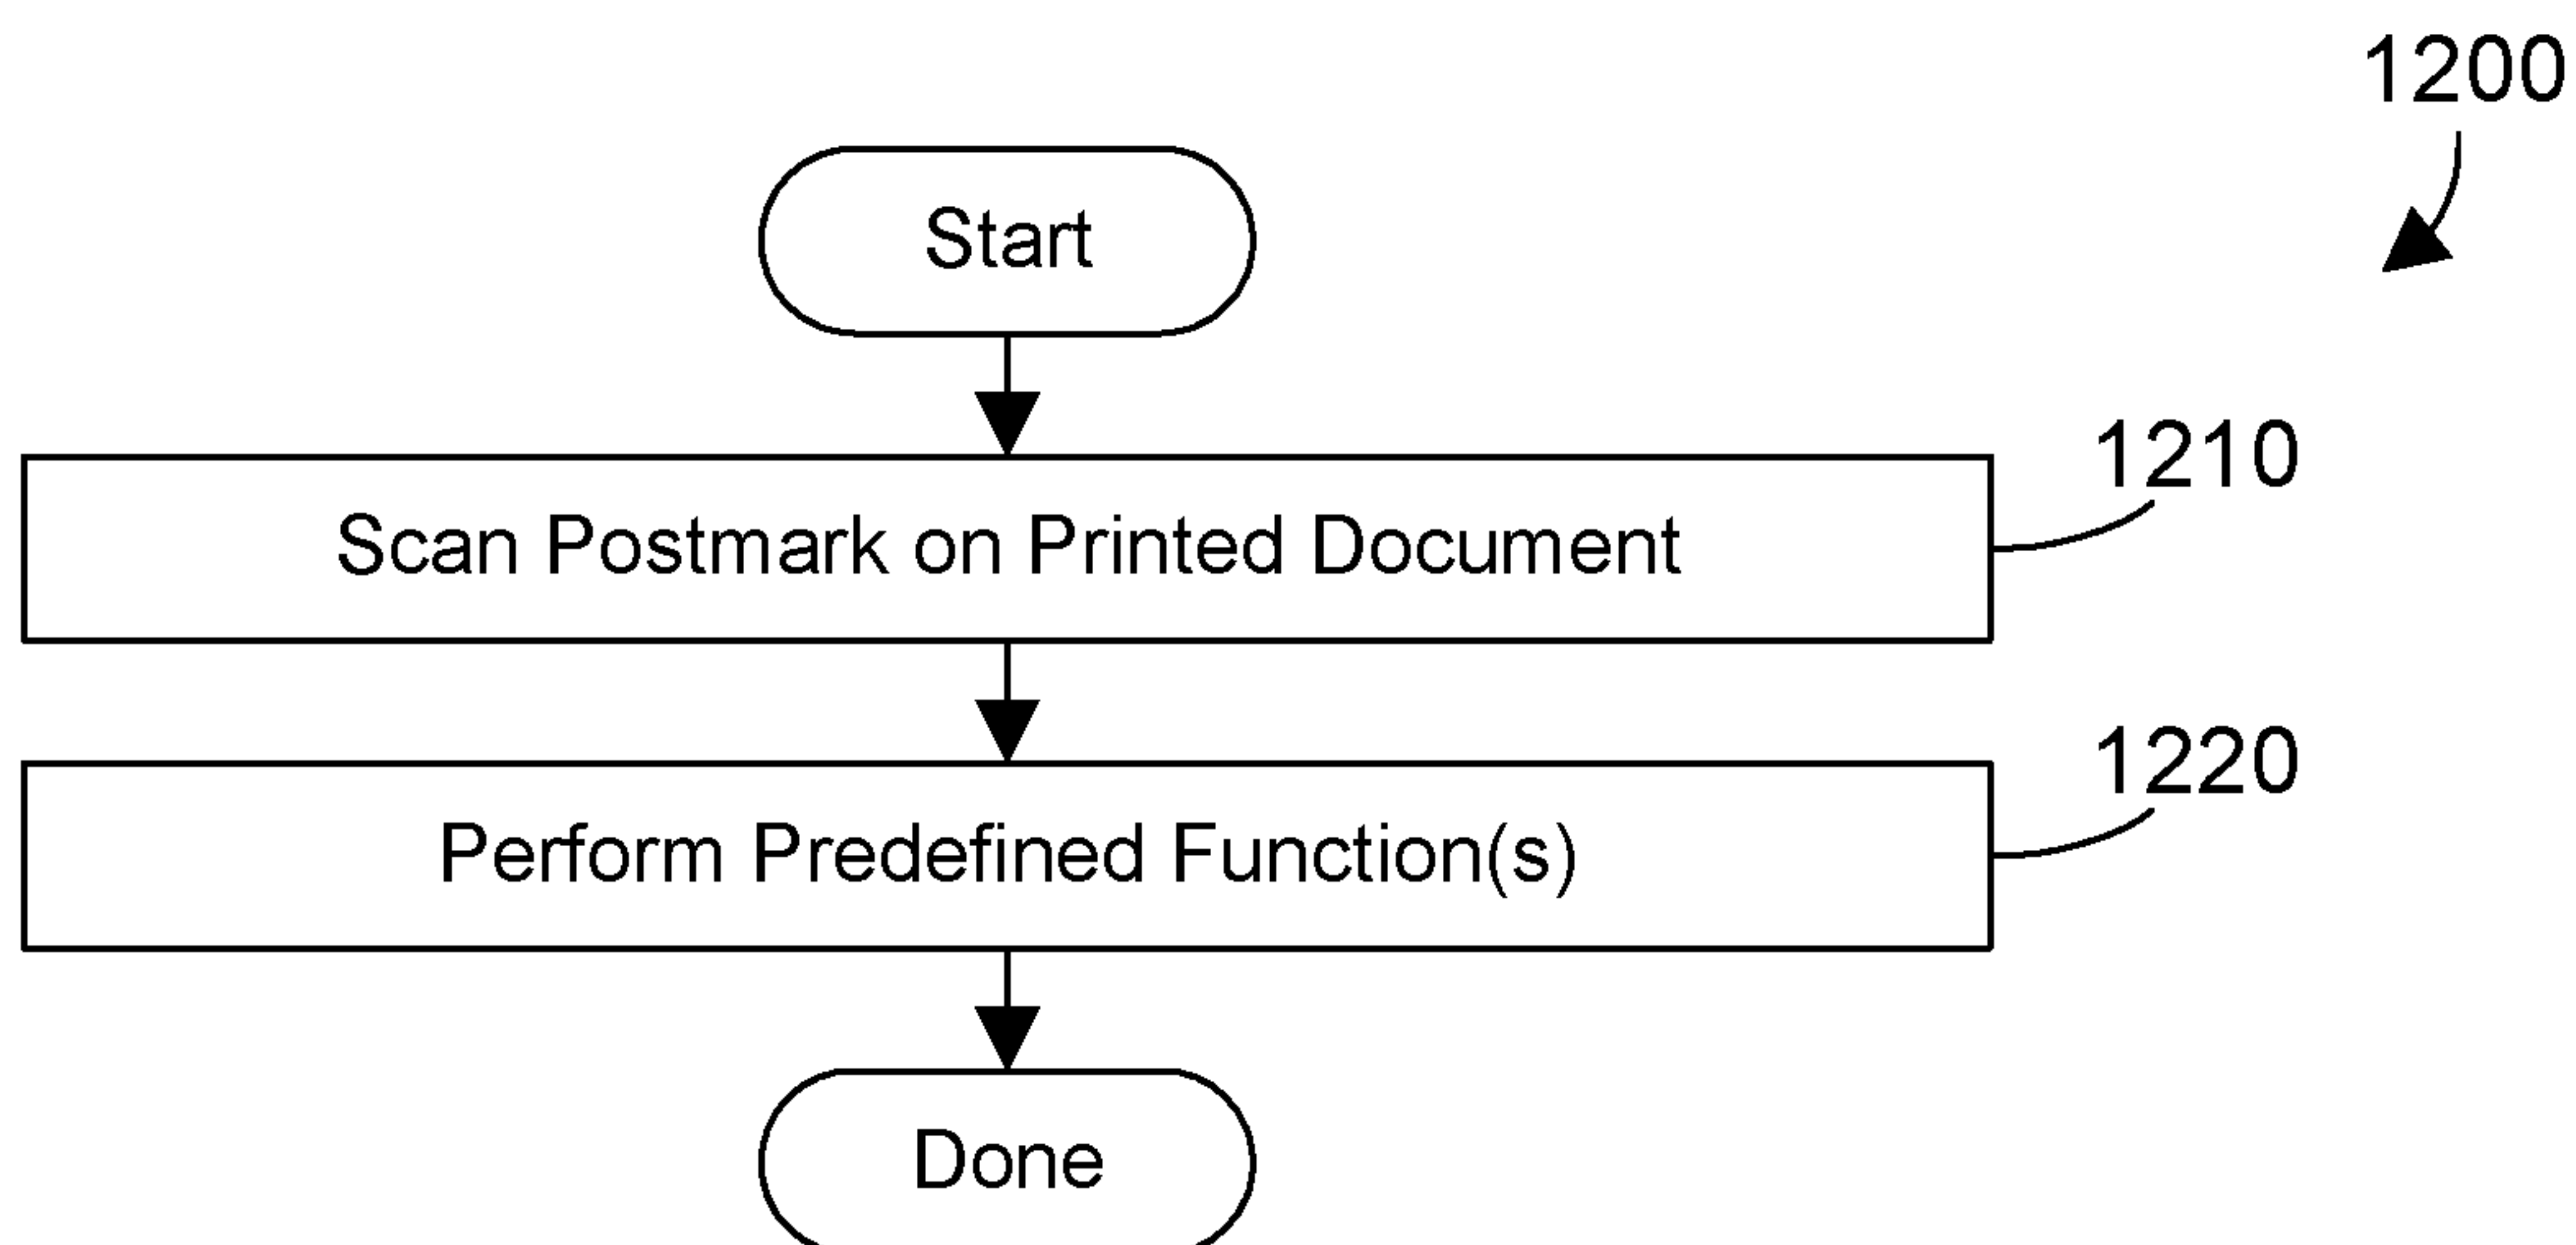 1200
Start
1210
Scan Postmark on Printed Document
1220
Perform Predefined Function(s)
Done